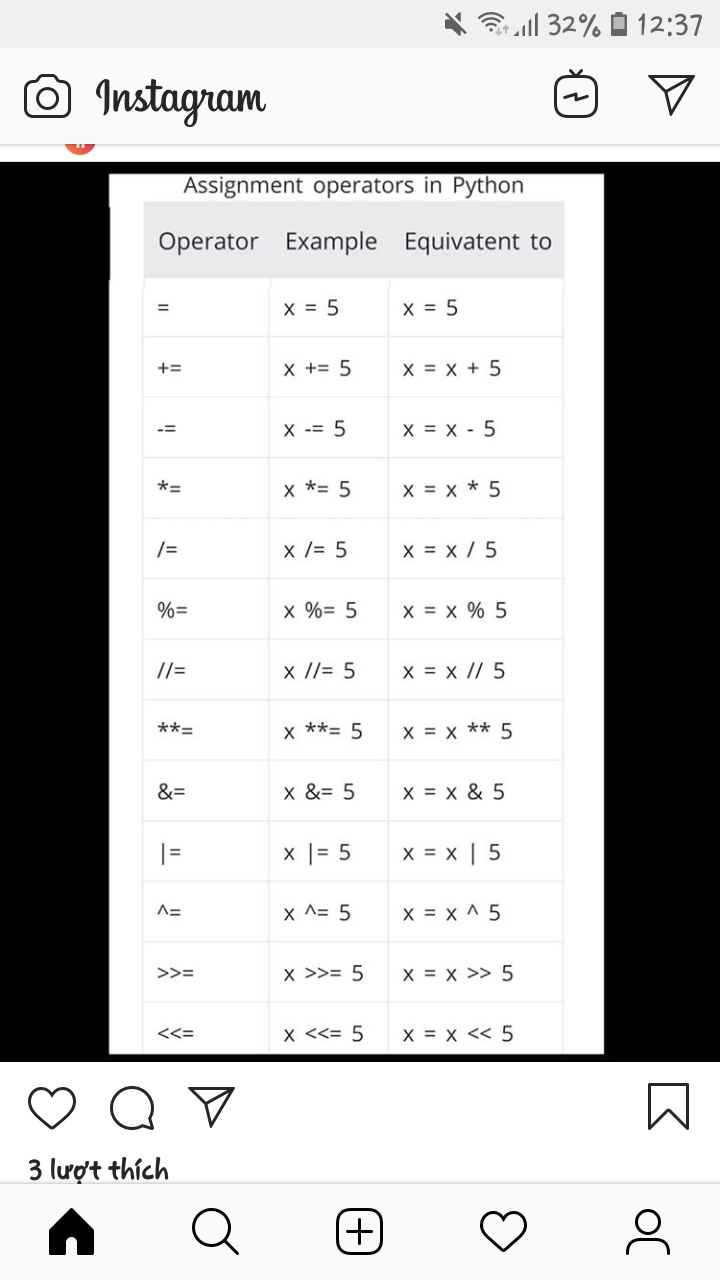 32% 12:37
Instagram
Assignment operators in Python
Operator Example Equivatent to
= x = 5 x = 5
+= x += 5 x = x + 5
-= x -= 5 x = x - 5
*= x *= 5 x = x * 5
/= x /= 5 x = x / 5
%= x %= 5 x = x % 5
//= x //= 5 x = x // 5
**= x **= 5 x = x ** 5
&= x &= 5 x = x & 5
|= x |= 5 x = x | 5
^= x ^= 5 x = x ^ 5
>>= x >>= 5 x = x >> 5
<<= x <<= 5 x = x << 5
3 lượt thích